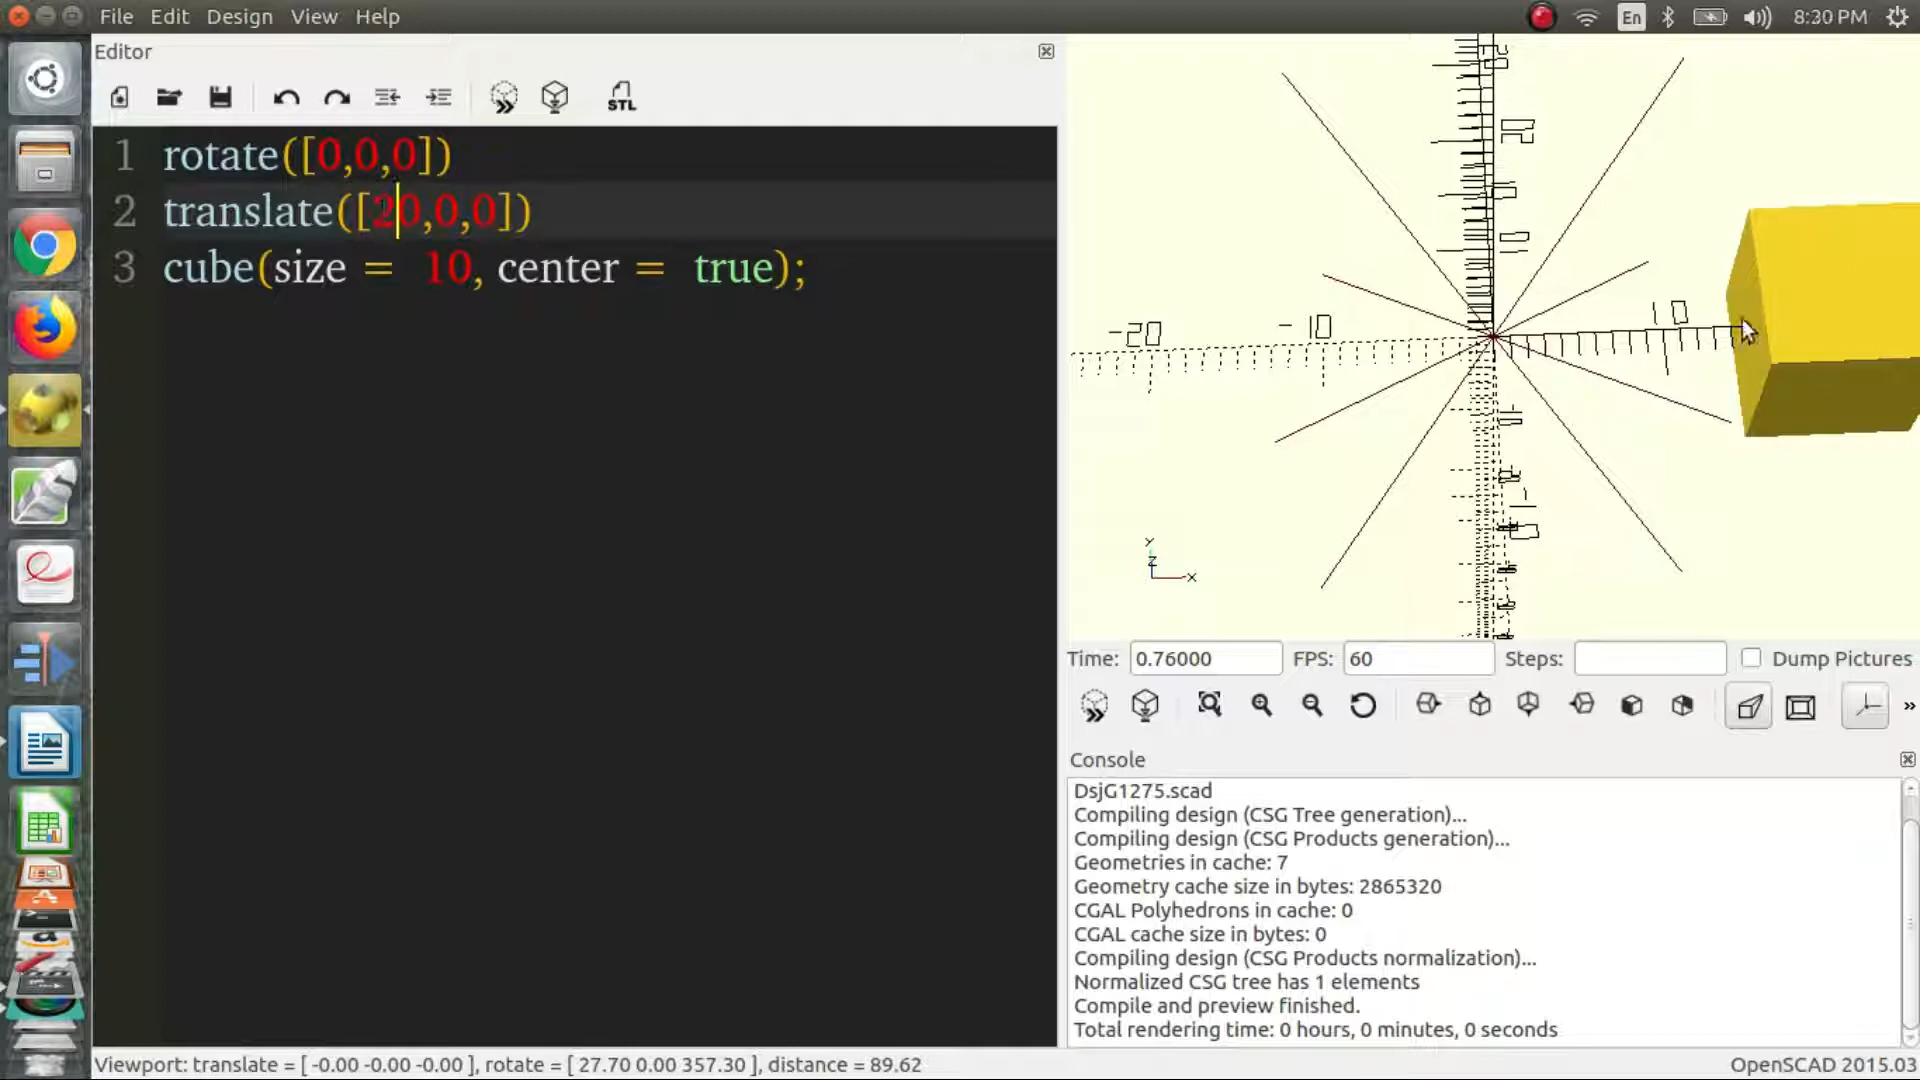 File Edit Design View Help
En 8:30 PM
Editor
STL
1 rotate([0,0,0])
2 translate([20,0,0])
3 cube(size = 10, center = true);
-20 -10 10
Y
Z
X
Time: 0.76000 FPS: 60 Steps: Dump Pictures
»
Console
DsjG1275.scad
Compiling design (CSG Tree generation)...
Compiling design (CSG Products generation)...
Geometries in cache: 7
Geometry cache size in bytes: 2865320
CGAL Polyhedrons in cache: 0
CGAL cache size in bytes: 0
Compiling design (CSG Products normalization)...
Normalized CSG tree has 1 elements
Compile and preview finished.
Total rendering time: 0 hours, 0 minutes, 0 seconds
Viewport: translate = [ -0.00 -0.00 -0.00 ], rotate = [ 27.70 0.00 357.30 ], distance = 89.62
OpenSCAD 2015.03